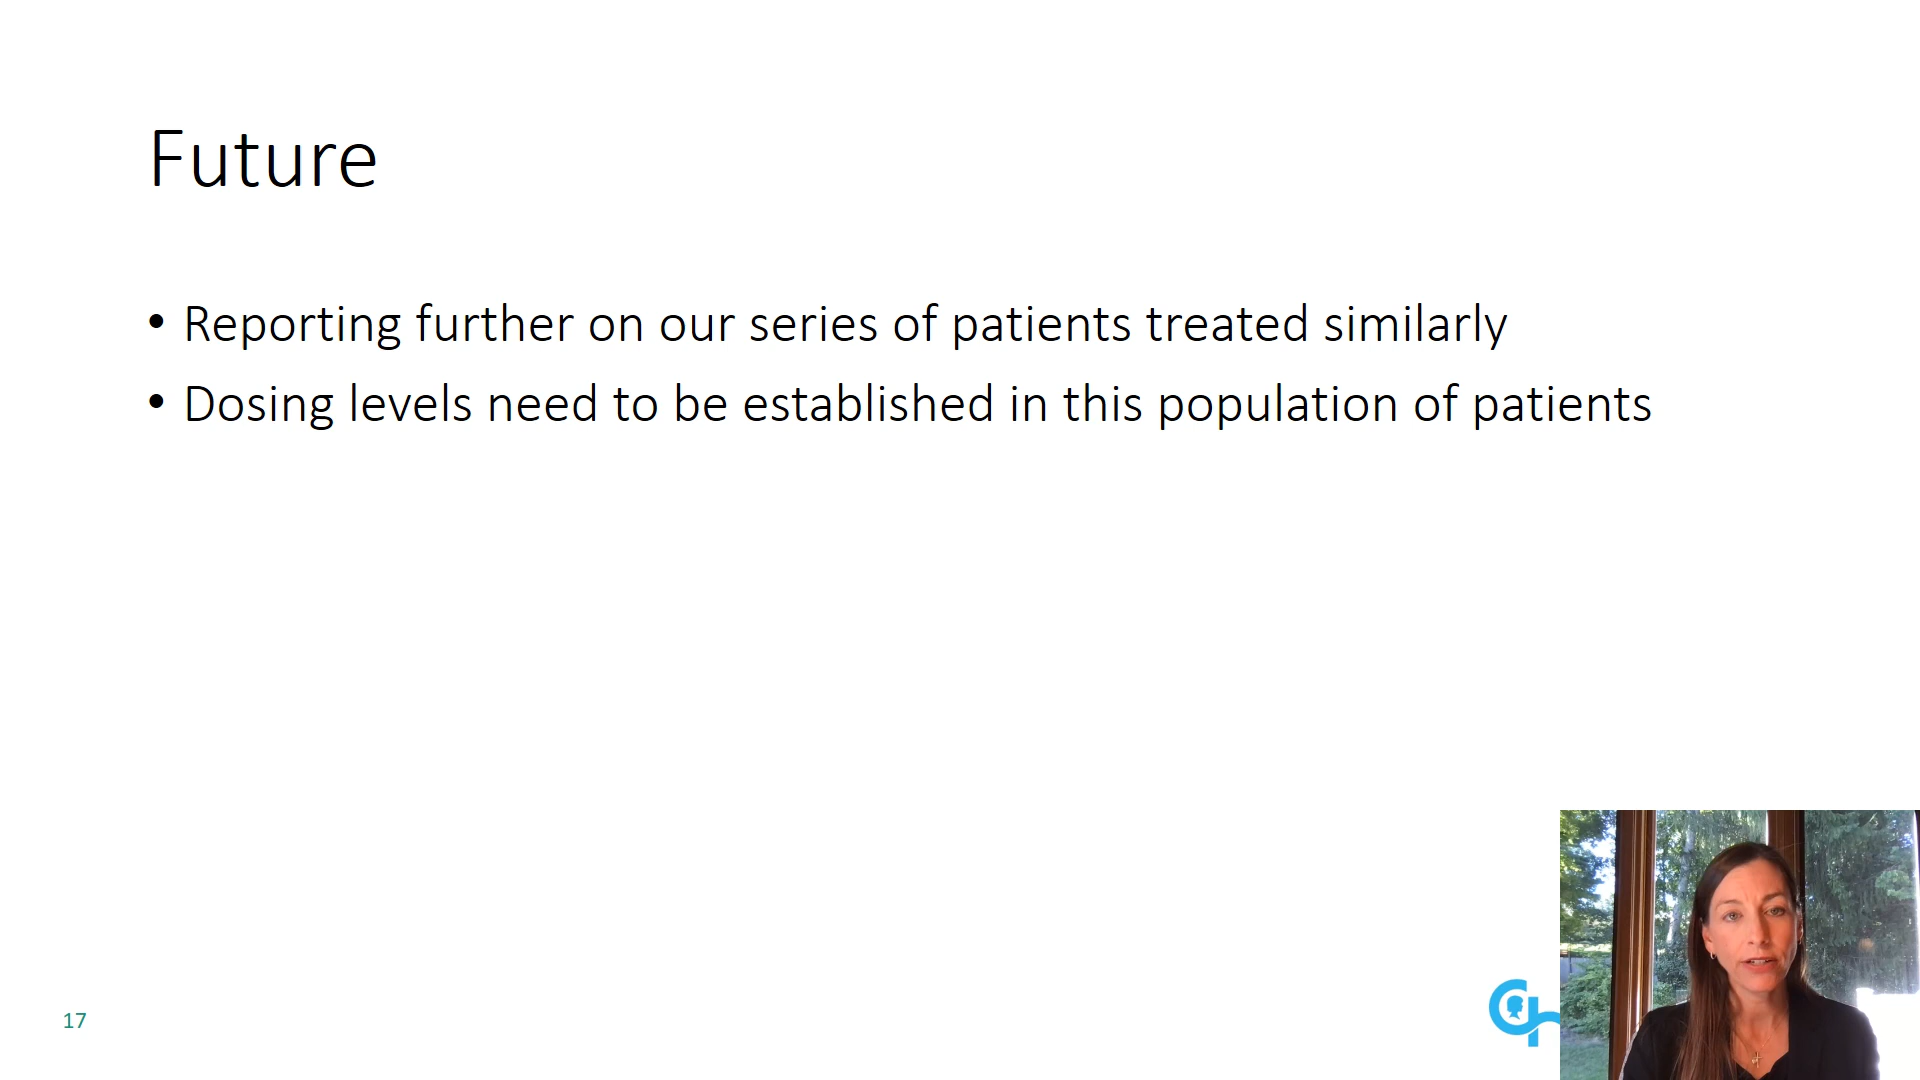 Future
• Reporting further on our series of patients treated similarly
• Dosing levels need to be established in this population of patients
17